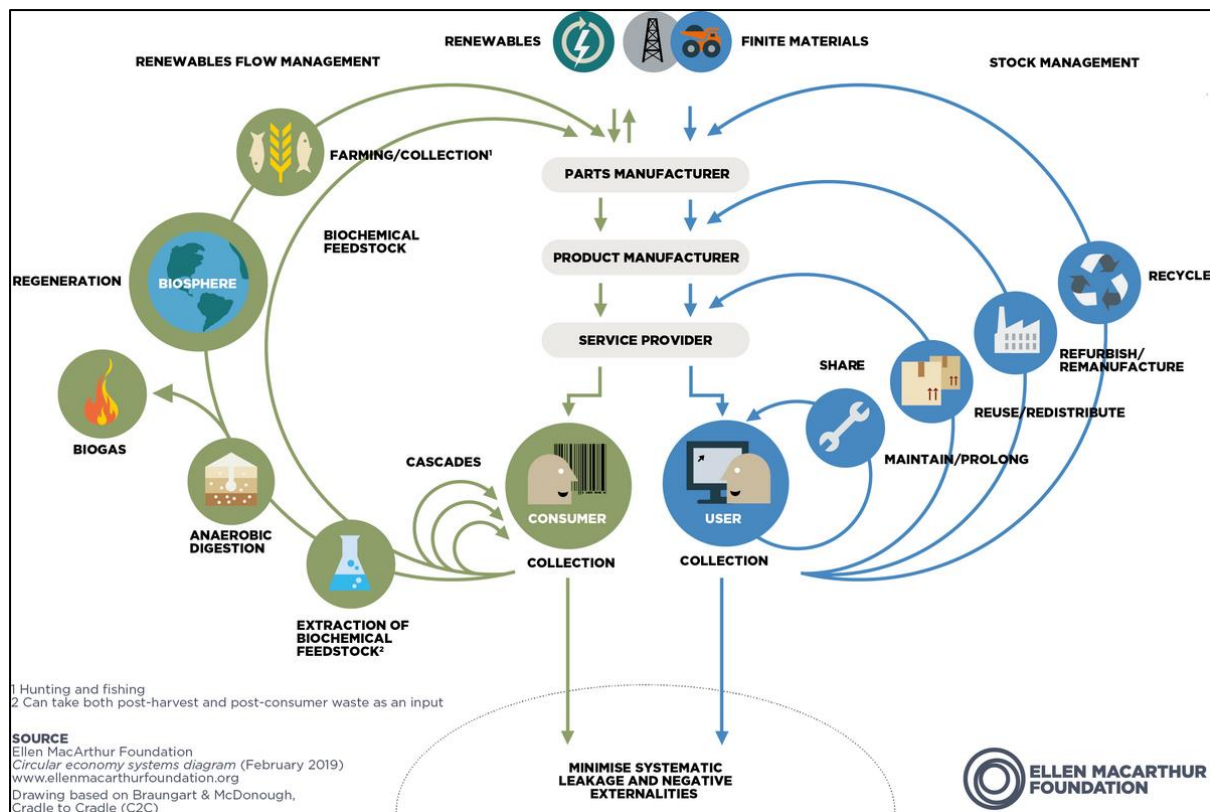 RENEWABLES
FINITE MATERIALS
RENEWABLES FLOW MANAGEMENT
STOCK MANAGEMENT
FARMING/COLLECTION¹
PARTS MANUFACTURER
BIOCHEMICAL
FEEDSTOCK
PRODUCT MANUFACTURER
REGENERATION
BIOSPHERE
RECYCLE
SERVICE PROVIDER
SHARE
REFURBISH/
REMANUFACTURE
REUSE/REDISTRIBUTE
BIOGAS
CASCADES
MAINTAIN/PROLONG
CONSUMER
USER
ANAEROBIC
DIGESTION
COLLECTION
COLLECTION
EXTRACTION OF
BIOCHEMICAL
FEEDSTOCK²
1 Hunting and fishing
2 Can take both post-harvest and post-consumer waste as an input
SOURCE
Ellen MacArthur Foundation
Circular economy systems diagram (February 2019)
www.ellenmacarthurfoundation.org
Drawing based on Braungart & McDonough,
Cradle to Cradle (C2C)
MINIMISE SYSTEMATIC
LEAKAGE AND NEGATIVE
EXTERNALITIES
ELLEN MACARTHUR
FOUNDATION